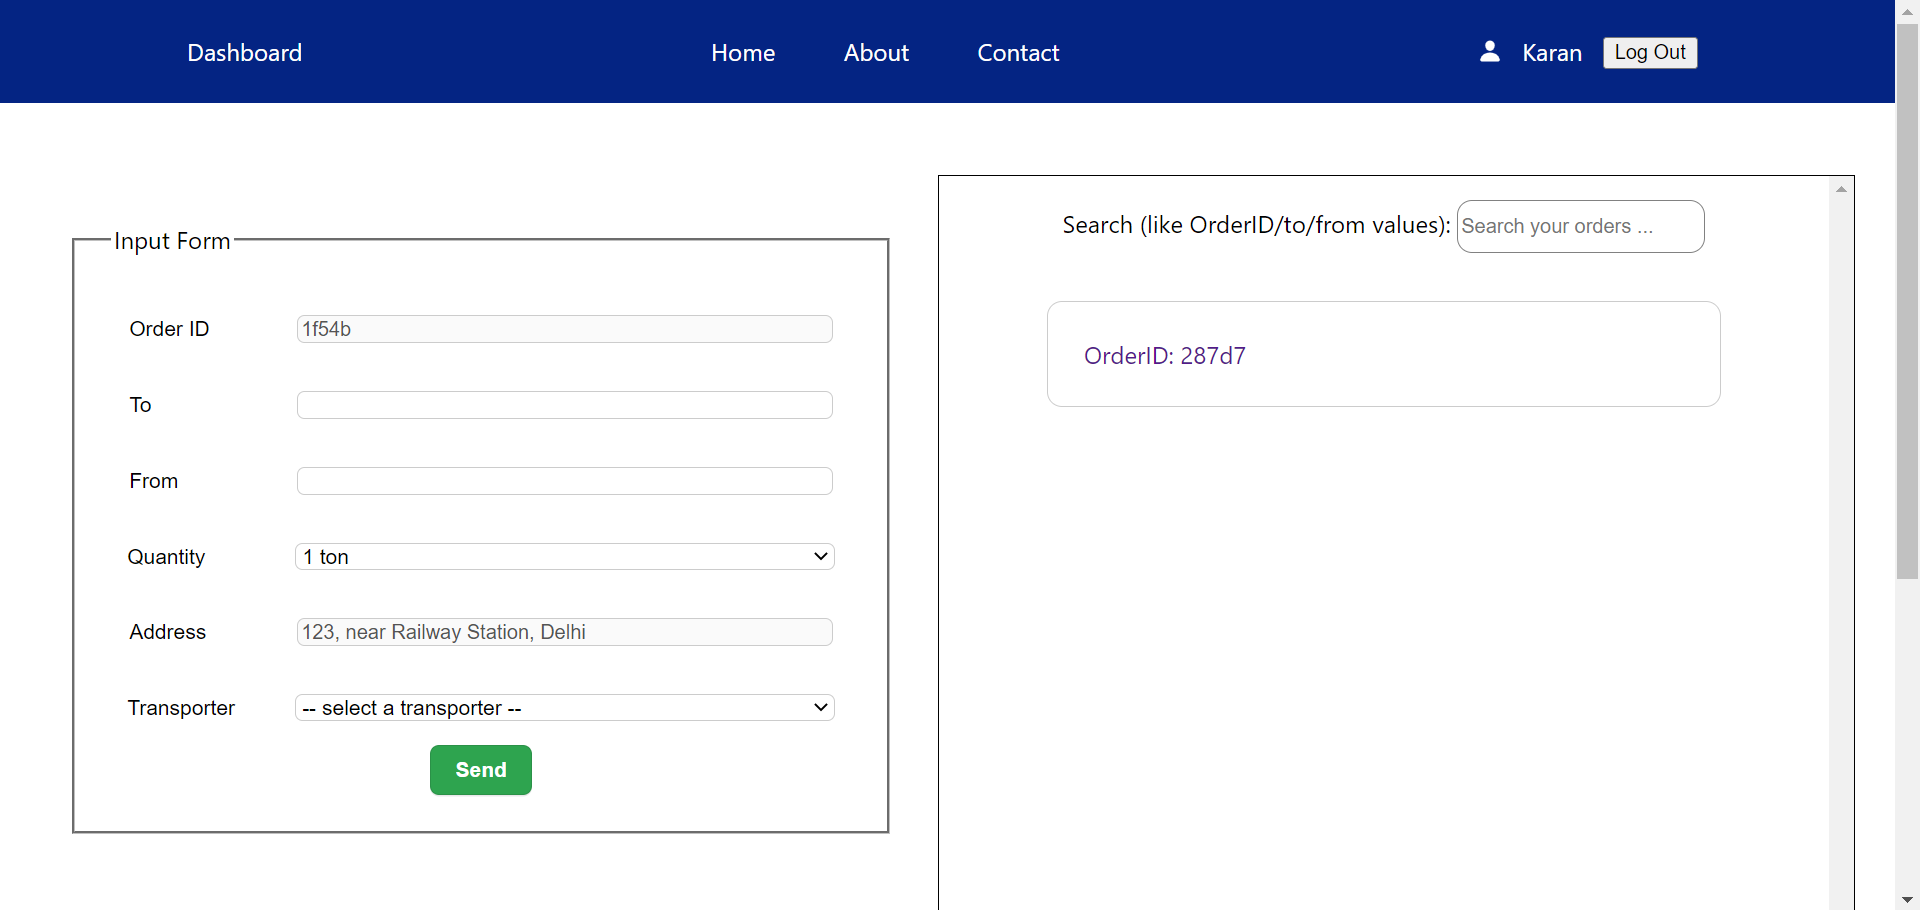 Dashboard Home About Contact Karan Log Out
Input Form
Order ID 1f54b
To
From
Quantity 1 ton
Address 123, near Railway Station, Delhi
Transporter -- select a transporter --
Send
Search (like OrderID/to/from values): Search your orders ...
OrderID: 287d7